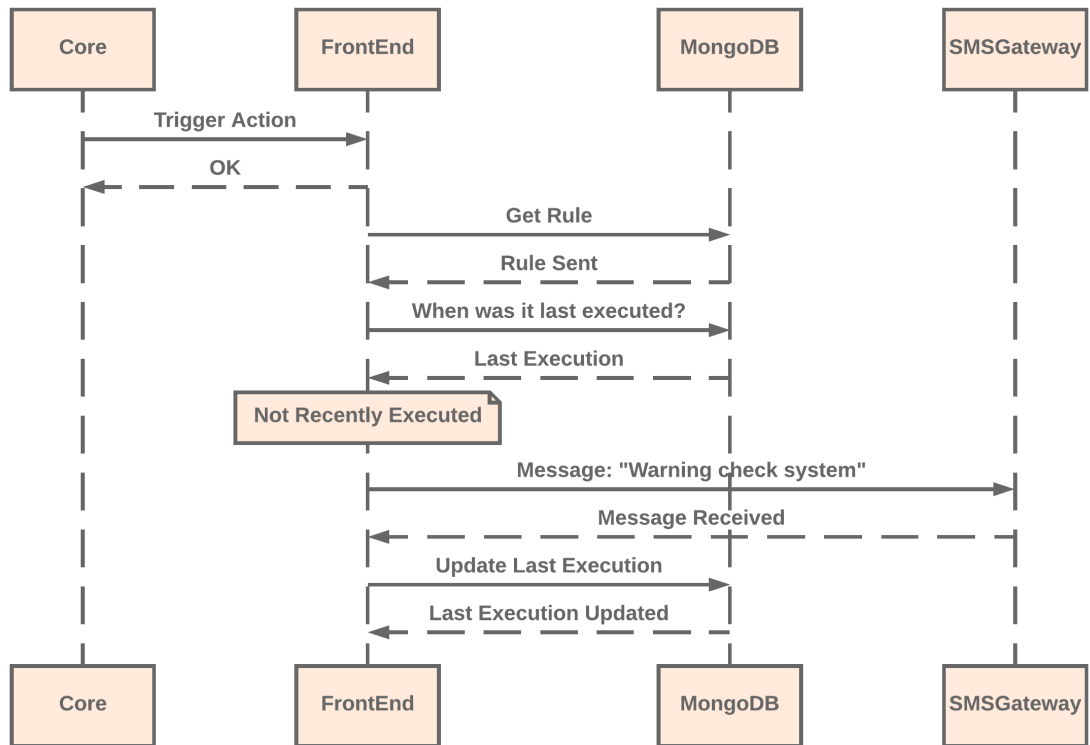 Core
FrontEnd
MongoDB
SMSGateway
Trigger Action
OK
Get Rule
Rule Sent
When was it last executed?
Last Execution
Not Recently Executed
Message: "Warning check system"
Message Received
Update Last Execution
Last Execution Updated
Core
FrontEnd
MongoDB
SMSGateway